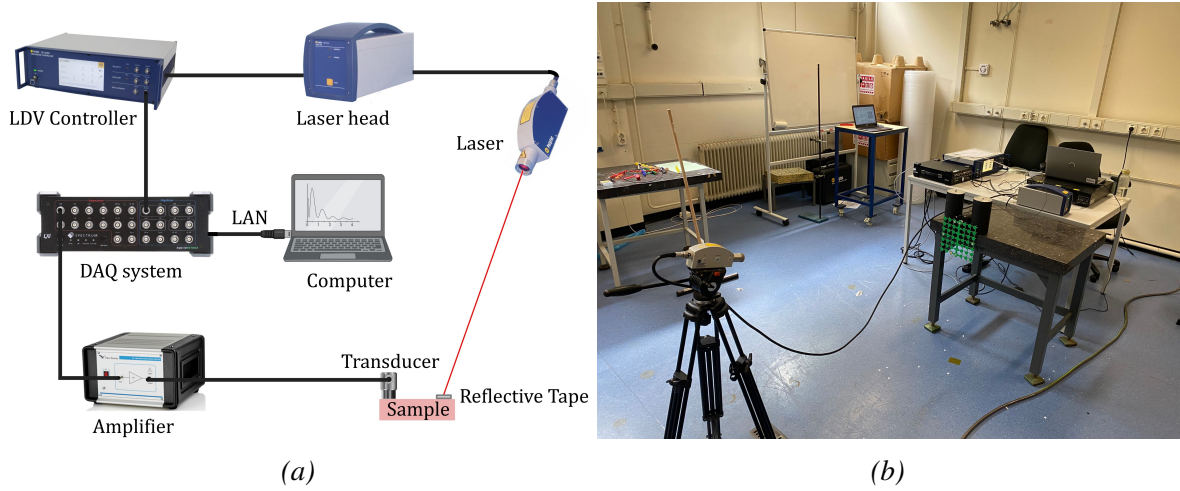 LDV Controller
Laser head
Laser
LAN
DAQ system
Computer
Transducer
Sample
Reflective Tape
Amplifier
(a)
(b)